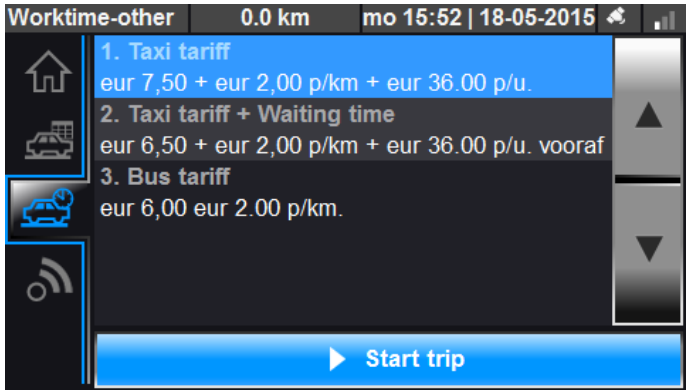 Worktime-other 0.0 km mo 15:52 | 18-05-2015
1. Taxi tariff
eur 7,50 + eur 2,00 p/km + eur 36.00 p/u.
2. Taxi tariff + Waiting time
eur 6,50 + eur 2,00 p/km + eur 36.00 p/u. vooraf
3. Bus tariff
eur 6,00 eur 2.00 p/km.
Start trip